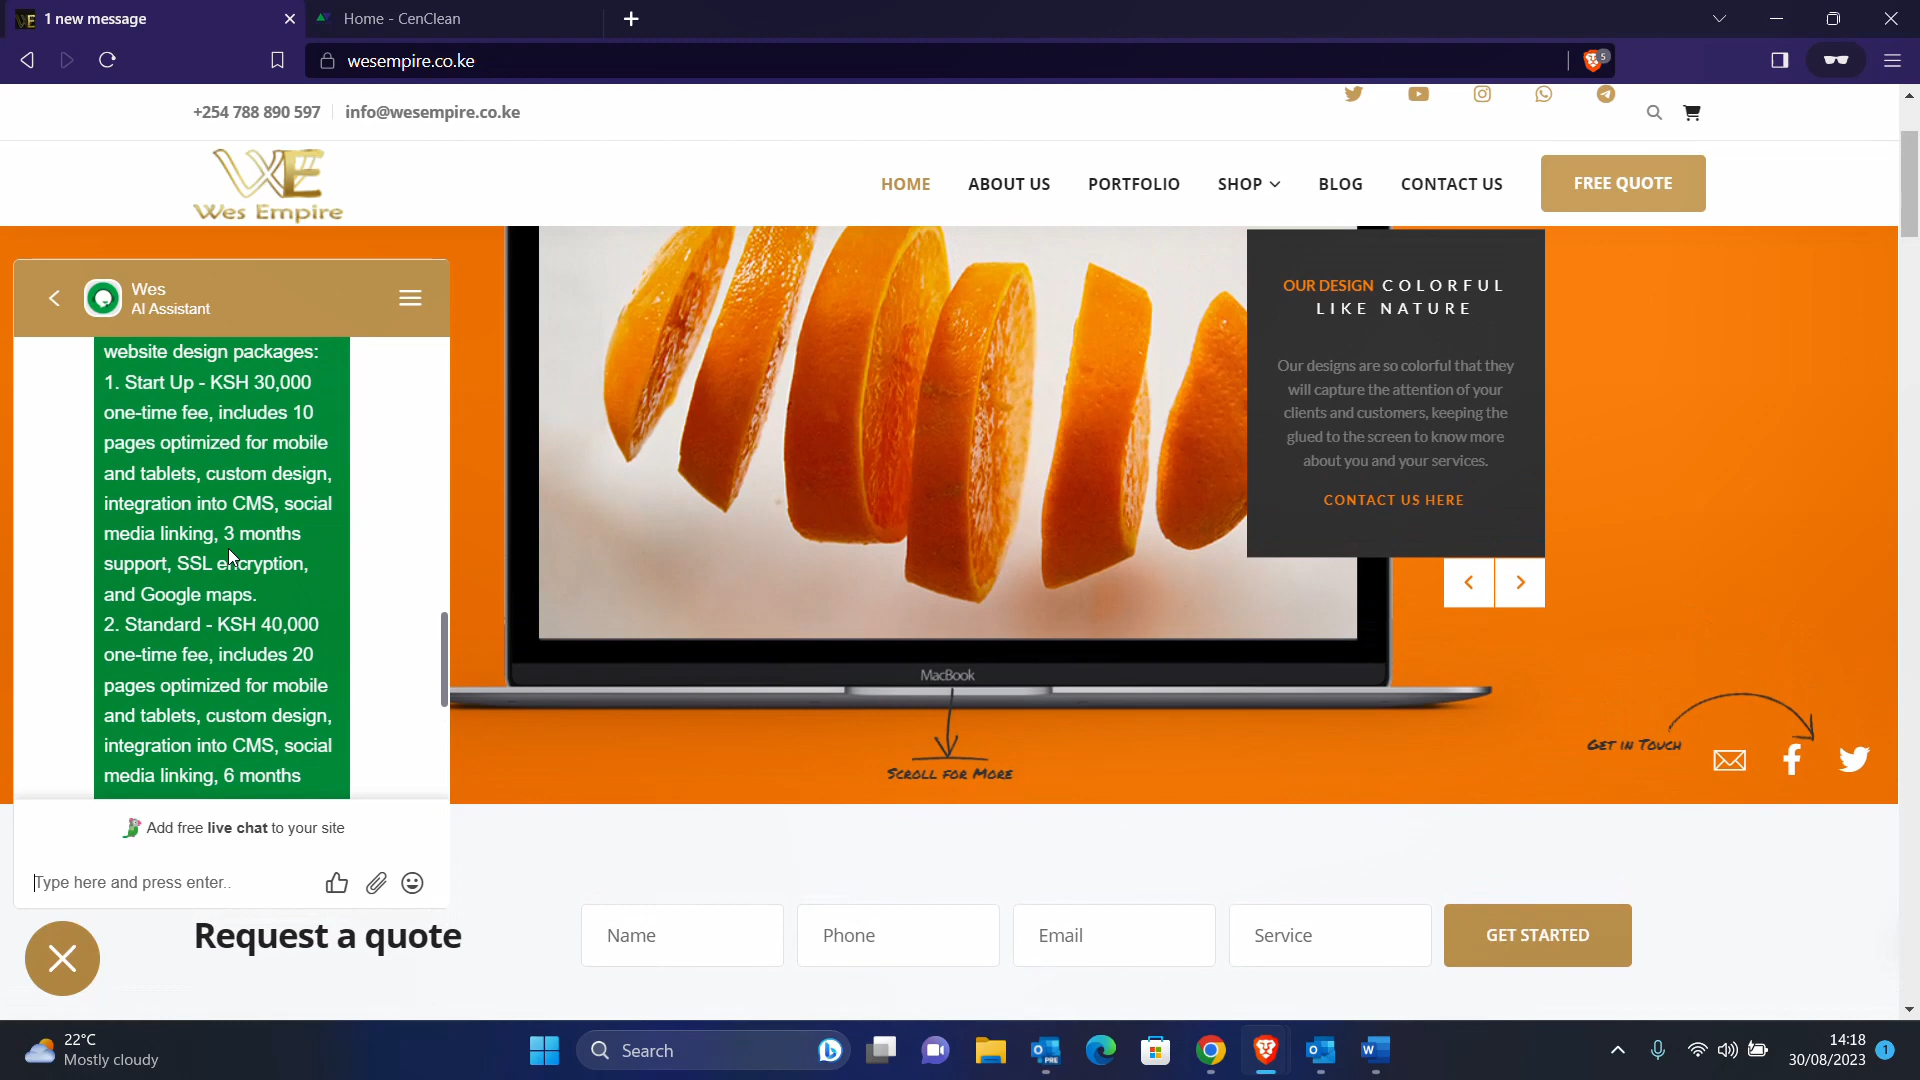 1 new message
Home - CenClean
wesempire.co.ke
5
+254 788 890 597
info@wesempire.co.ke
WE
Wes Empire
HOME
ABOUT US
PORTFOLIO
SHOP
BLOG
CONTACT US
FREE QUOTE
Wes
AI Assistant
website design packages:
1. Start Up - KSH 30,000
one-time fee, includes 10
pages optimized for mobile
and tablets, custom design,
integration into CMS, social
media linking, 3 months
support, SSL encryption,
and Google maps.
2. Standard - KSH 40,000
one-time fee, includes 20
pages optimized for mobile
and tablets, custom design,
integration into CMS, social
media linking, 6 months
Add free live chat to your site
Type here and press enter..
OUR DESIGN COLORFUL
LIKE NATURE
Our designs are so colorful that they
will capture the attention of your
clients and customers, keeping the
glued to the screen to know more
about you and your services.
CONTACT US HERE
MacBook
SCROLL FOR MORE
GET IN TOUCH
Request a quote
Name
Phone
Email
Service
GET STARTED
22°C
Mostly cloudy
Search
PRE
14:18
30/08/2023
1